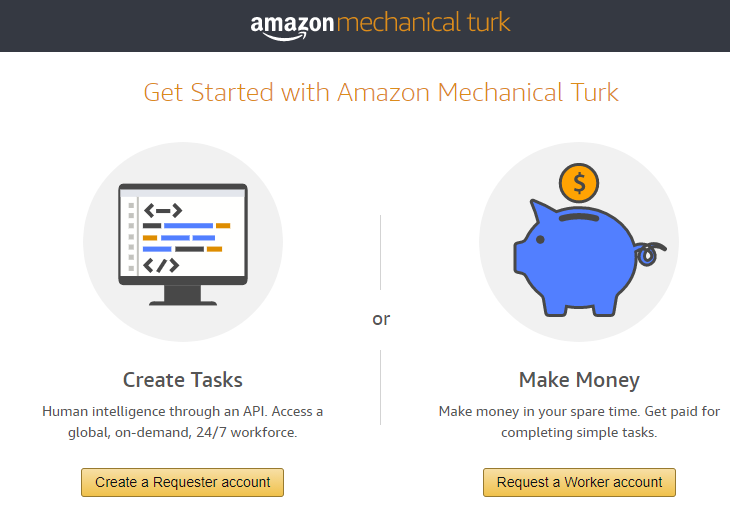 amazon mechanical turk
Get Started with Amazon Mechanical Turk
<—>
</>
$
or
Create Tasks
Human intelligence through an API. Access a
global, on-demand, 24/7 workforce.
Create a Requester account
Make Money
Make money in your spare time. Get paid for
completing simple tasks.
Request a Worker account